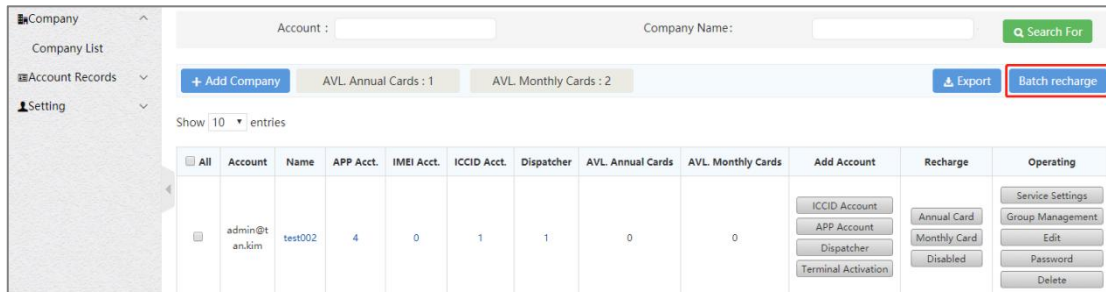 Company
Company List
Account Records
Setting
Account : Company Name: Search For
+ Add Company AVL. Annual Cards : 1 AVL. Monthly Cards : 2 Export Batch recharge
Show 10 entries
All Account Name APP Acct. IMEI Acct. ICCID Acct. Dispatcher AVL. Annual Cards AVL. Monthly Cards Add Account Recharge Operating
admin@t
an.kim
test002 4 0 1 1 0 0
ICCID Account
APP Account
Dispatcher
Terminal Activation
Annual Card
Monthly Card
Disabled
Service Settings
Group Management
Edit
Password
Delete